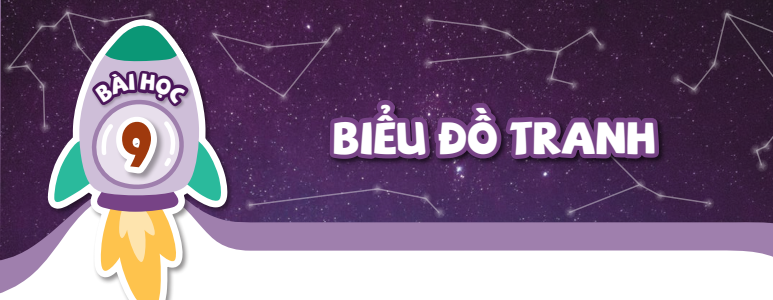 BÀI HỌC
9
BIỂU ĐỒ TRANH